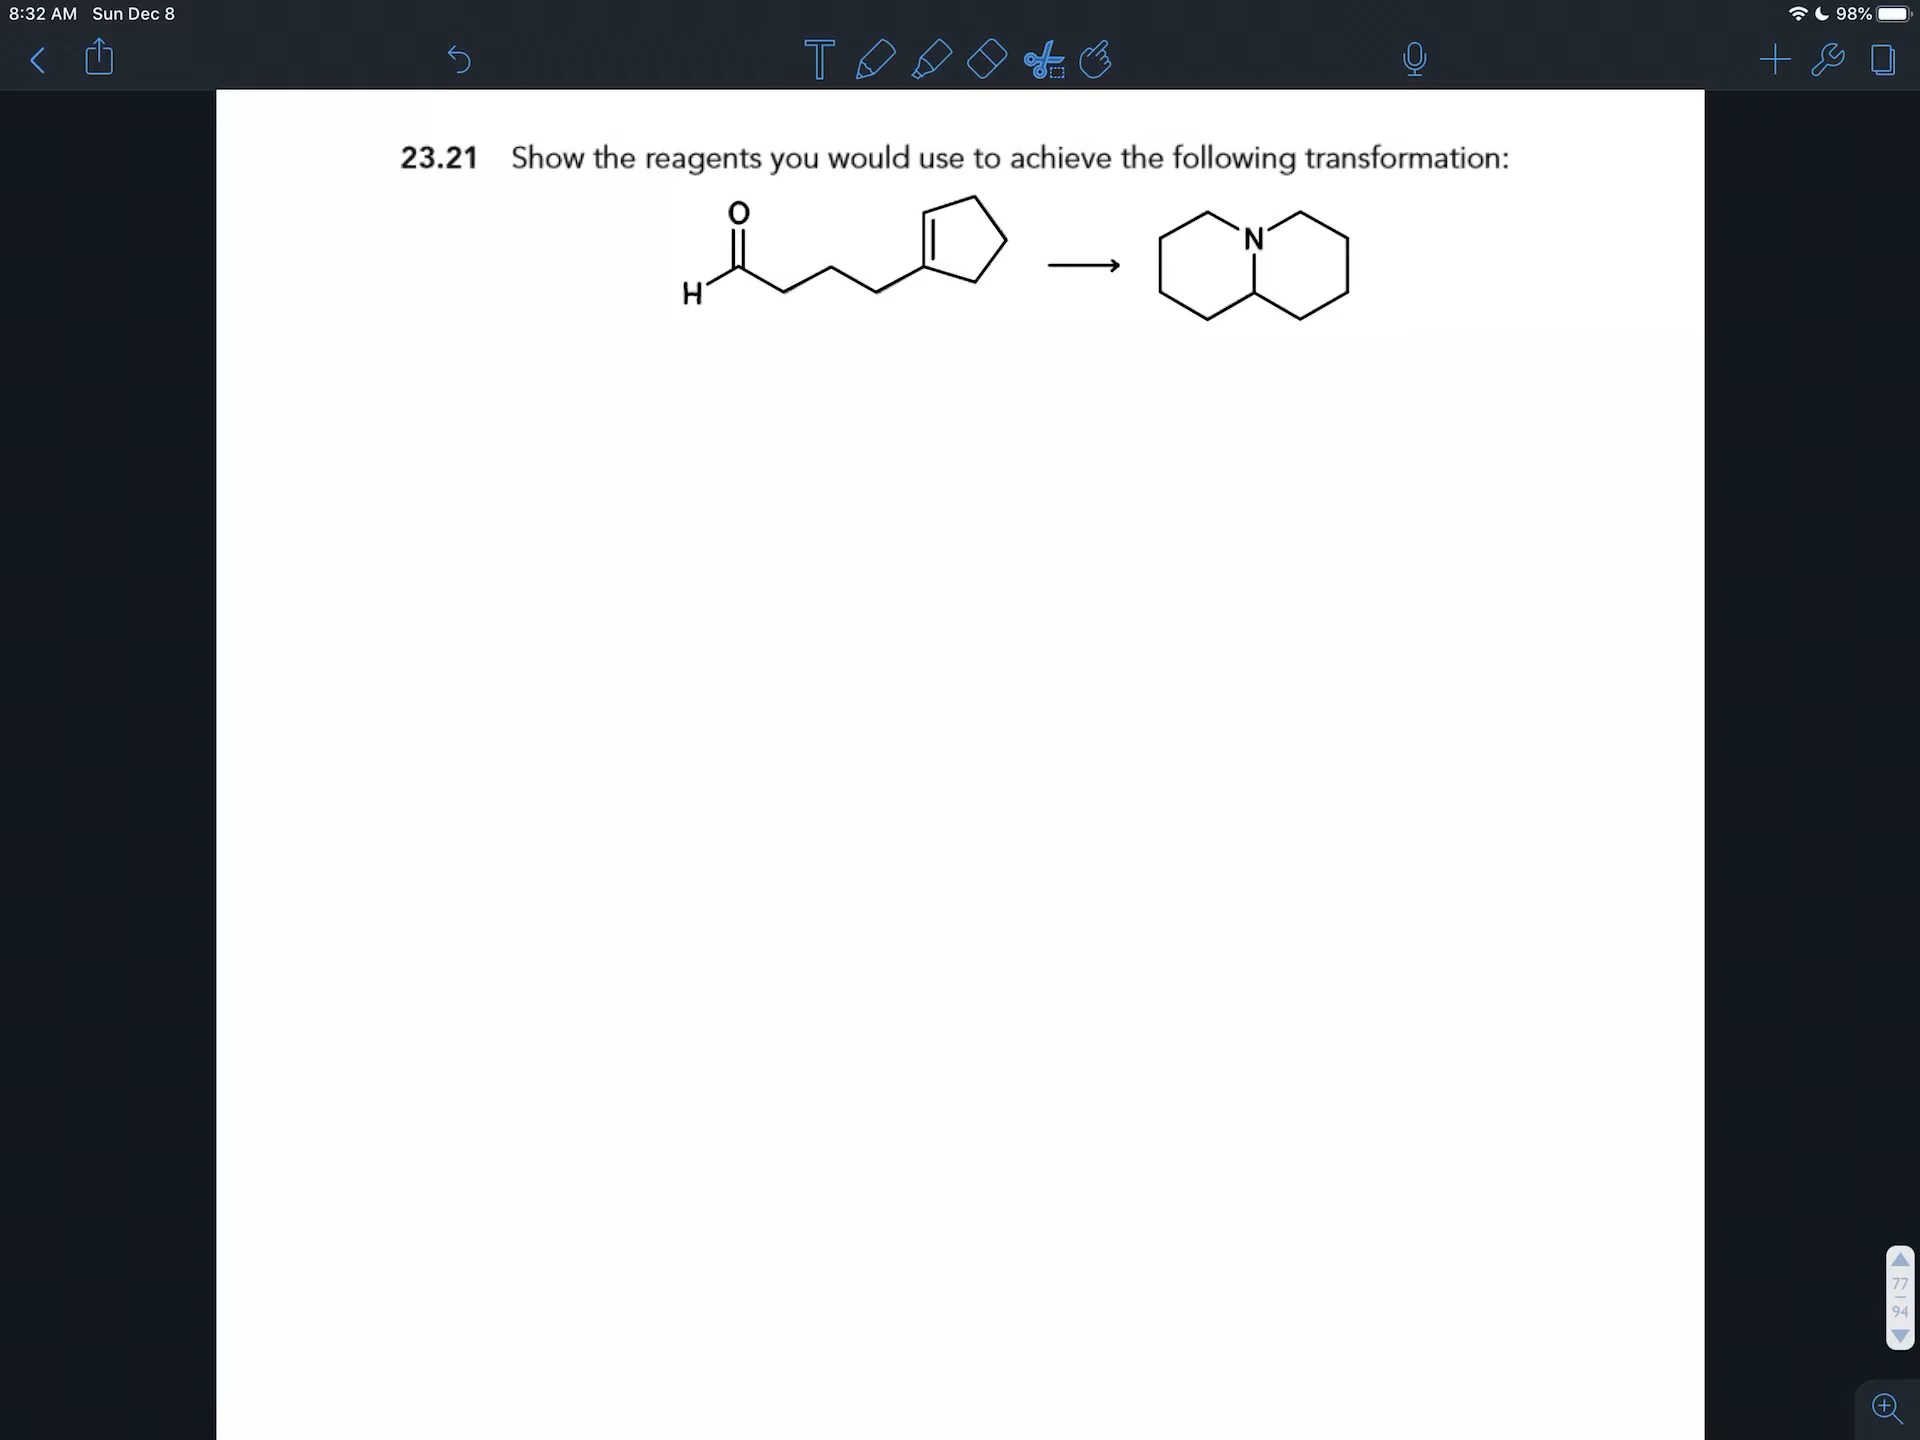 8:32 AM Sun Dec 8
98%
T
23.21 Show the reagents you would use to achieve the following transformation:
O
H
N
77
94